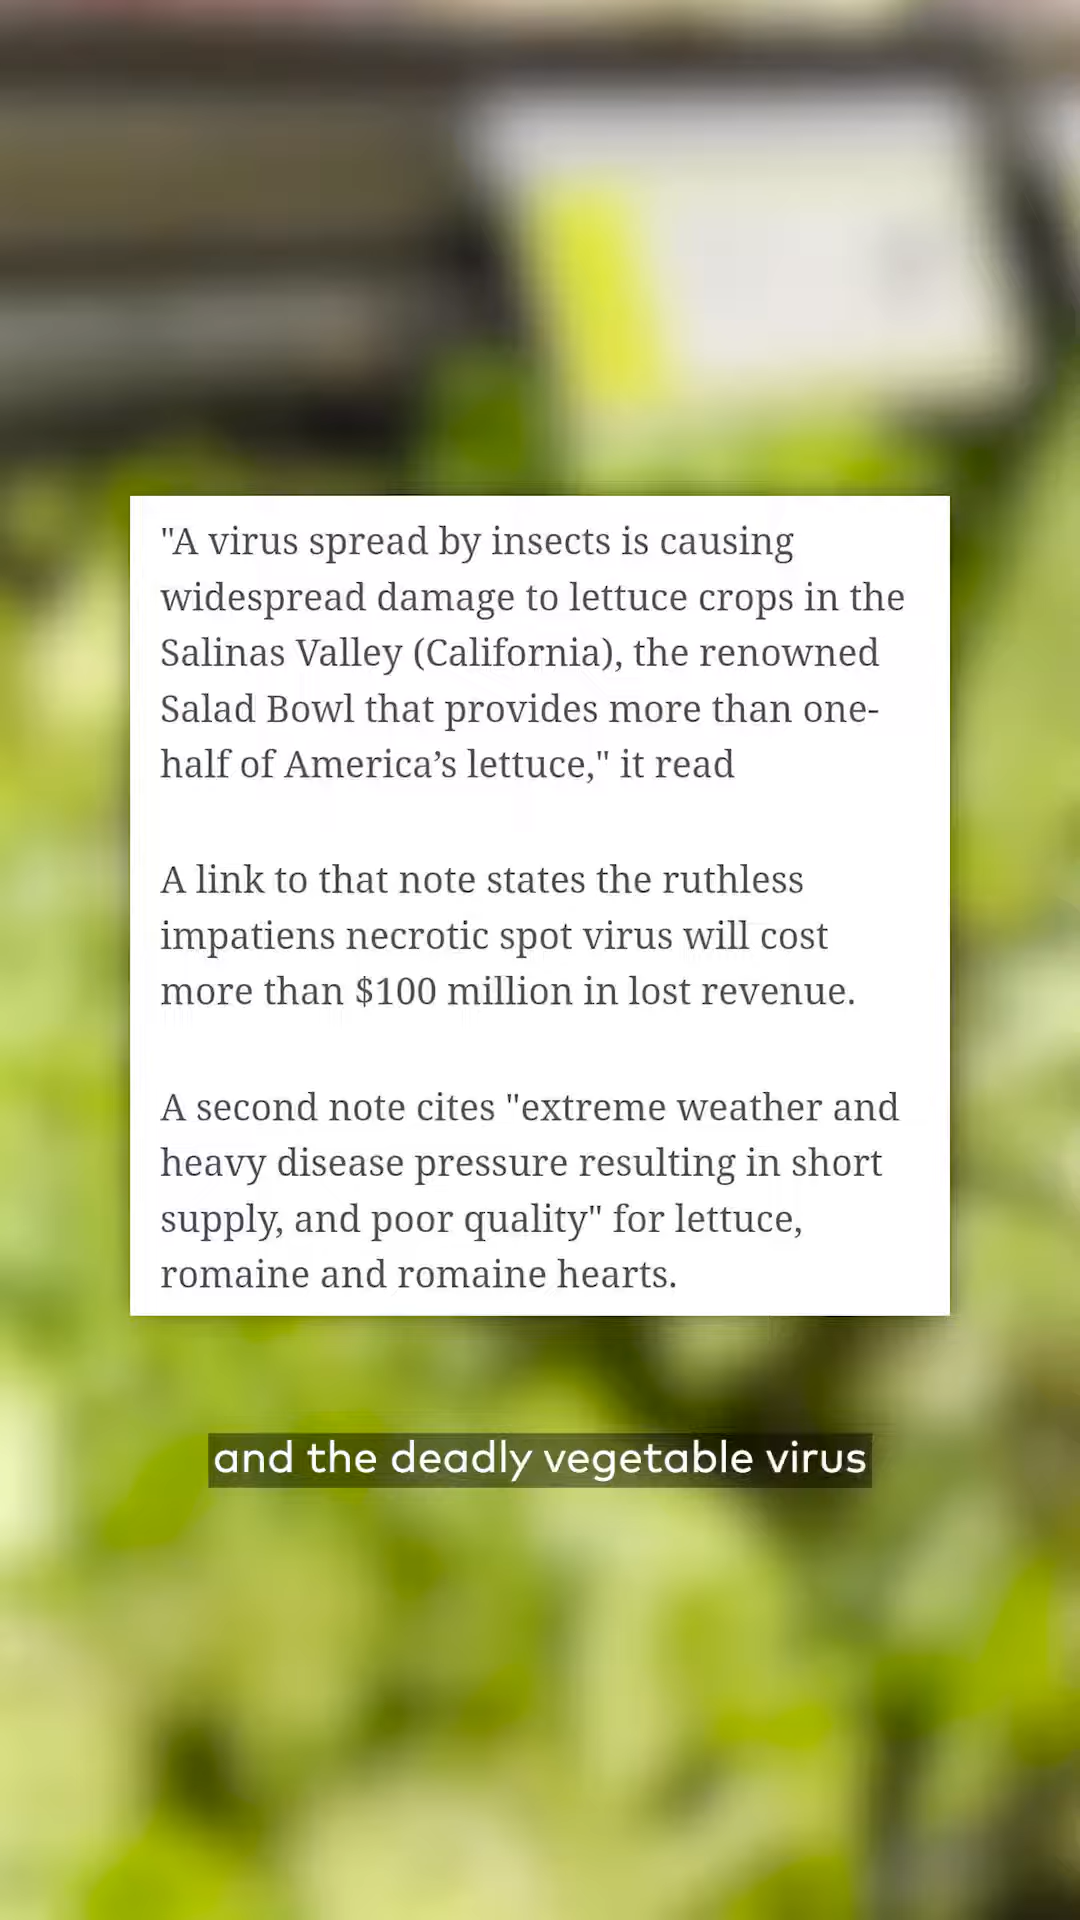 "A virus spread by insects is causing
widespread damage to lettuce crops in the
Salinas Valley (California), the renowned
Salad Bowl that provides more than one-
half of America’s lettuce," it read
A link to that note states the ruthless
impatiens necrotic spot virus will cost
more than $100 million in lost revenue.
A second note cites "extreme weather and
heavy disease pressure resulting in short
supply, and poor quality" for lettuce,
romaine and romaine hearts.
and the deadly vegetable virus